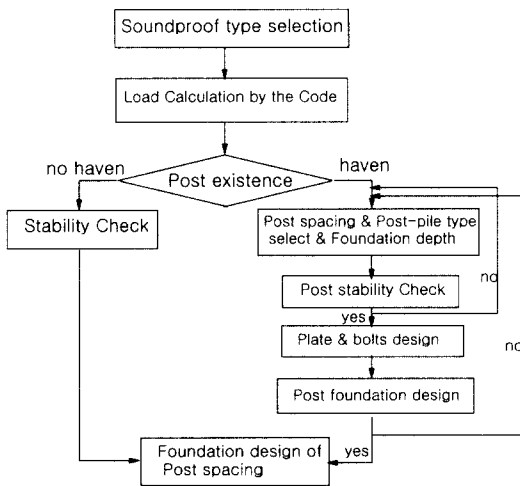 Soundproof type selection
Load Calculation by the Code
no haven
haven
Post existence
Stability Check
Post spacing & Post-pile type
select & Foundation depth
Post stability Check
no
yes
Plate & bolts design
no
Post foundation design
Foundation design of
Post spacing
yes